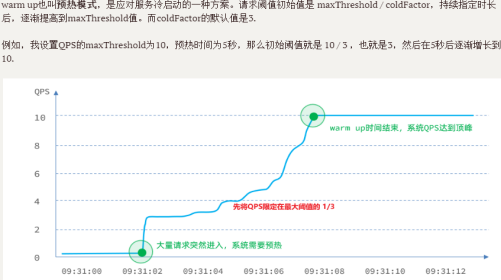 warm up也叫预热模式，是应对服务冷启动的一种方案。请求阈值初始值是 maxThreshold / coldFactor，持续指定时长
后，逐渐提高到maxThreshold值。而coldFactor的默认值是3.
例如，我设置QPS的maxThreshold为10，预热时间为5秒，那么初始阈值就是 10 / 3 ，也就是3，然后在5秒后逐渐增长到
10.
QPS
10
warm up时间结束，系统QPS达到顶峰
8
6
4
先将QPS限定在最大阈值的 1/3
2
大量请求突然进入，系统需要预热
0
09:31:00 09:31:02 09:31:04 09:31:06 09:31:08 09:31:10 09:31:12